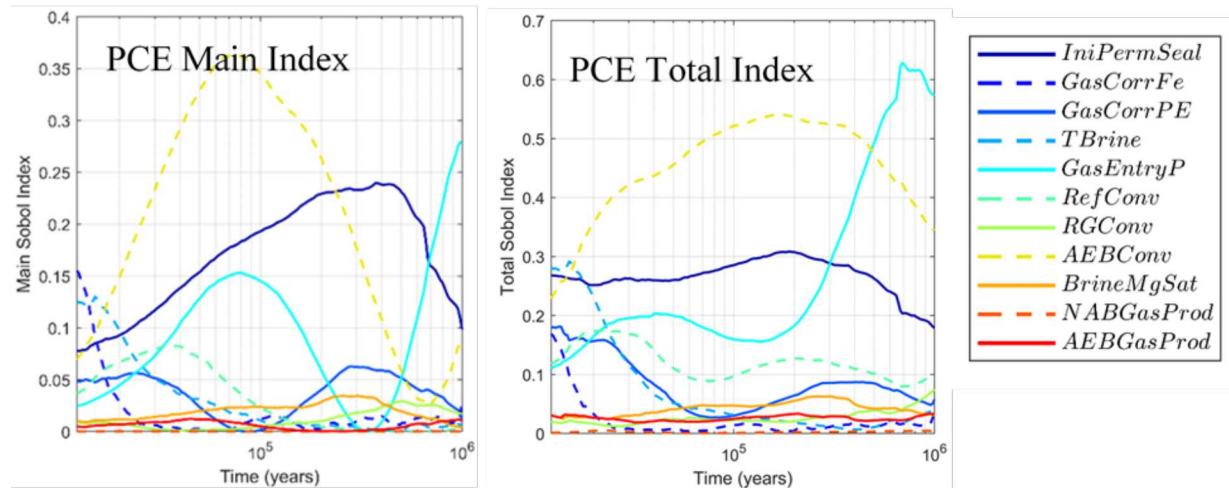 PCE Main Index
Main Sobol Index
0.4
0.35
0.3
0.25
0.2
0.15
0.1
0.05
0
10^5
10^6
Time (years)
PCE Total Index
Total Sobol Index
0.7
0.6
0.5
0.4
0.3
0.2
0.1
0
10^5
10^6
Time (years)
IniPermSeal
GasCorrFe
GasCorrPE
TBrine
GasEntryP
RefConv
RGConv
AEBConv
BrineMgSat
NABGasProd
AEBGasProd